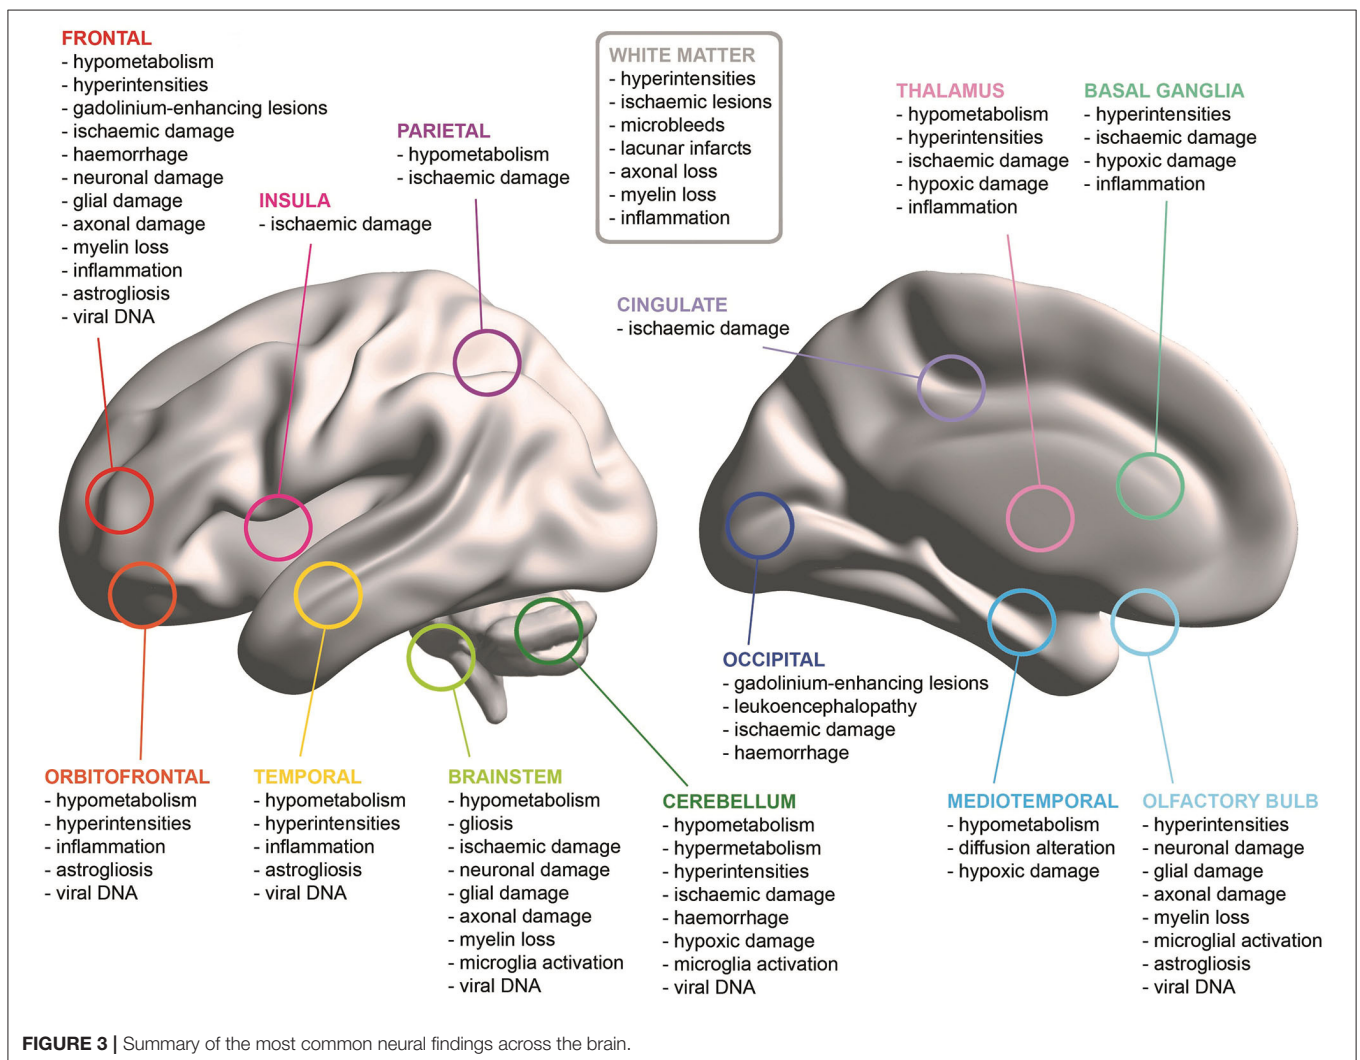 FRONTAL
- hypometabolism
- hyperintensities
- gadolinium-enhancing lesions
- ischaemic damage
- haemorrhage
- neuronal damage
- glial damage
- axonal damage
- myelin loss
- inflammation
- astrogliosis
- viral DNA
INSULA
- ischaemic damage
PARIETAL
- hypometabolism
- ischaemic damage
WHITE MATTER
- hyperintensities
- ischaemic lesions
- microbleeds
- lacunar infarcts
- axonal loss
- myelin loss
- inflammation
THALAMUS
- hypometabolism
- hyperintensities
- ischaemic damage
- hypoxic damage
- inflammation
BASAL GANGLIA
- hyperintensities
- ischaemic damage
- hypoxic damage
- inflammation
CINGULATE
- ischaemic damage
OCCIPITAL
- gadolinium-enhancing lesions
- leukoencephalopathy
- ischaemic damage
- haemorrhage
ORBITOFRONTAL
- hypometabolism
- hyperintensities
- inflammation
- astrogliosis
- viral DNA
TEMPORAL
- hypometabolism
- hyperintensities
- inflammation
- astrogliosis
- viral DNA
BRAINSTEM
- hypometabolism
- gliosis
- ischaemic damage
- neuronal damage
- glial damage
- axonal damage
- myelin loss
- microglia activation
- viral DNA
CEREBELLUM
- hypometabolism
- hypermetabolism
- hyperintensities
- ischaemic damage
- haemorrhage
- hypoxic damage
- microglia activation
- viral DNA
MEDIOTEMPORAL
- hypometabolism
- diffusion alteration
- hypoxic damage
OLFACTORY BULB
- hyperintensities
- neuronal damage
- glial damage
- axonal damage
- myelin loss
- microglial activation
- astrogliosis
- viral DNA
FIGURE 3 | Summary of the most common neural findings across the brain.